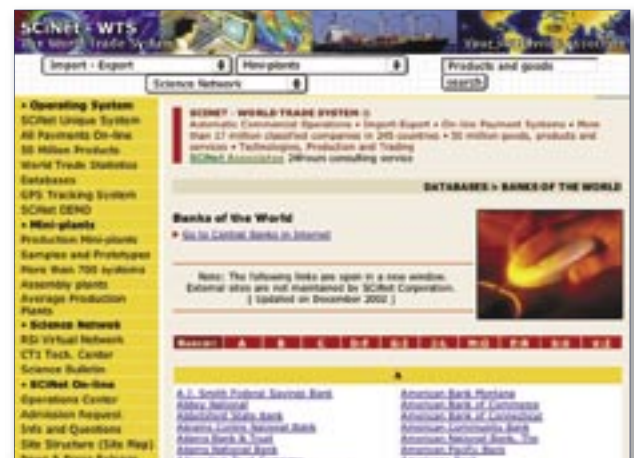 SCiNet - WTS
The World Trade System
Import - Export
Mini-plants
Products and goods
Science Network
search
• Operating System
SCiNet Unique System
All Payments On-line
50 Million Products
World Trade Statistics
Databases
GPS Tracking System
SCiNet DEMO
• Mini-plants
Production Mini-plants
Samples and Prototypes
More than 700 systems
Assembly plants
Average Production
Plants
• Science Network
RSi Virtual Network
CTI Tech. Center
Science Bulletin
• SCiNet On-line
Operations Center
Admission Request
Info and Questions
Site Structure (Site Map)
SCINET - WORLD TRADE SYSTEM ®
Automatic Commercial Operations • Import-Export • On-line Payment Systems • More
than 17 million classified companies in 245 countries • 50 million goods, products and
services • Technologies, Production and Trading
SCiNet Associates 24hours consulting service
DATABASES > BANKS OF THE WORLD
Banks of the World
Go to Central Banks in Internet
Note: The following links are open in a new window.
External sites are not maintained by SCiNet Corporation.
[ Updated on December 2002 ]
A B C D-F G-I J-L M-O P-R S-U V-Z
A
A.J. Smith Federal Savings Bank
Abbey National
Abbotsford State Bank
Adams National Bank
Adams Bank & Trust
American Bank Montana
American Bank of Commerce
American Bank of Connecticut
American Community Bank
American National Bank, The
American Pacific Bank